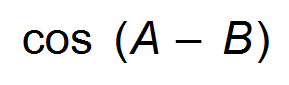 cos (A – B)